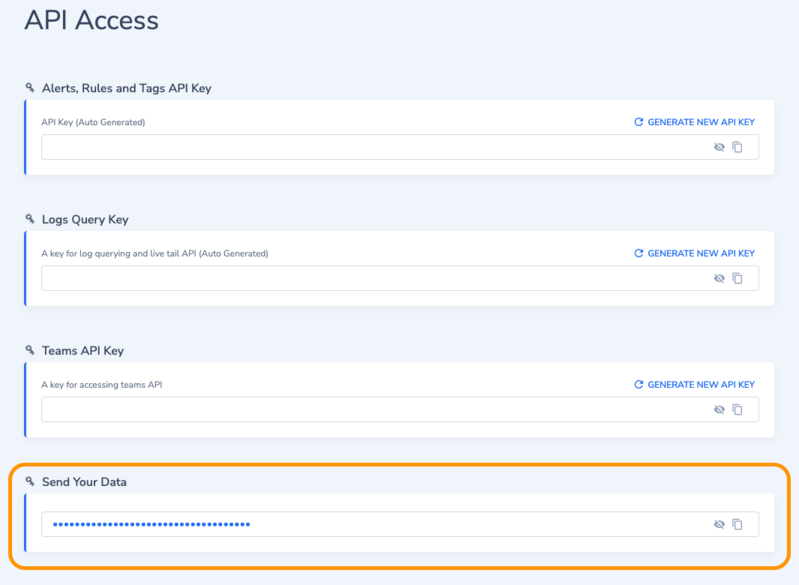 API Access
Alerts, Rules and Tags API Key
API Key (Auto Generated)
GENERATE NEW API KEY
Logs Query Key
A key for log querying and live tail API (Auto Generated)
GENERATE NEW API KEY
Teams API Key
A key for accessing teams API
GENERATE NEW API KEY
Send Your Data